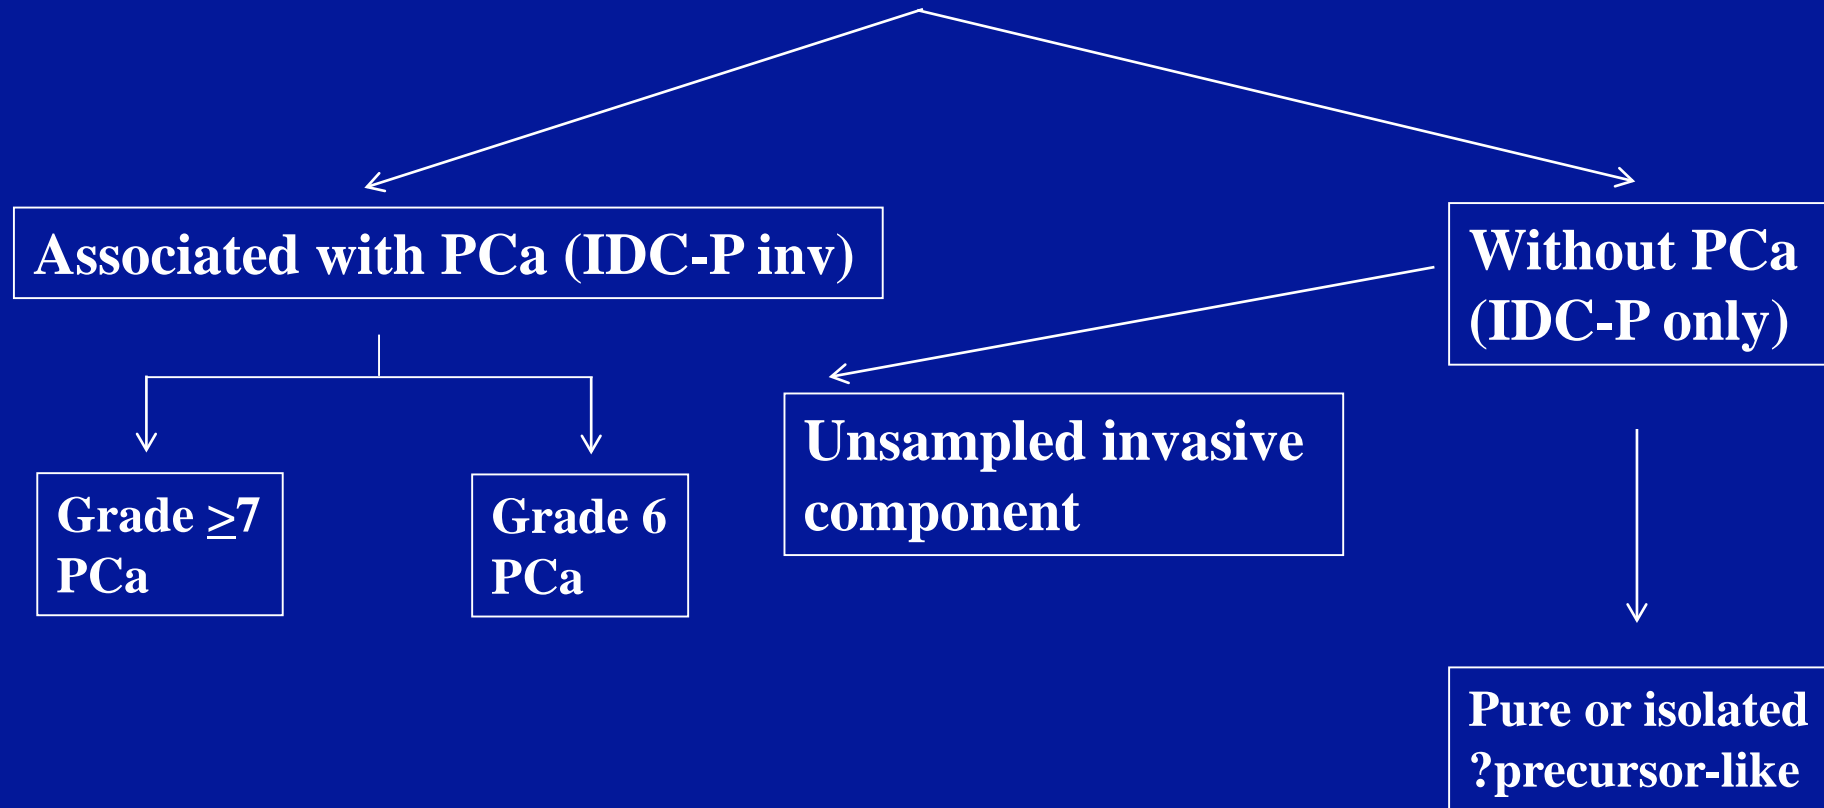 Associated with PCa (IDC-P inv)
Without PCa
(IDC-P only)
Unsampled invasive
component
Grade ≥7
PCa
Grade 6
PCa
Pure or isolated
?precursor-like